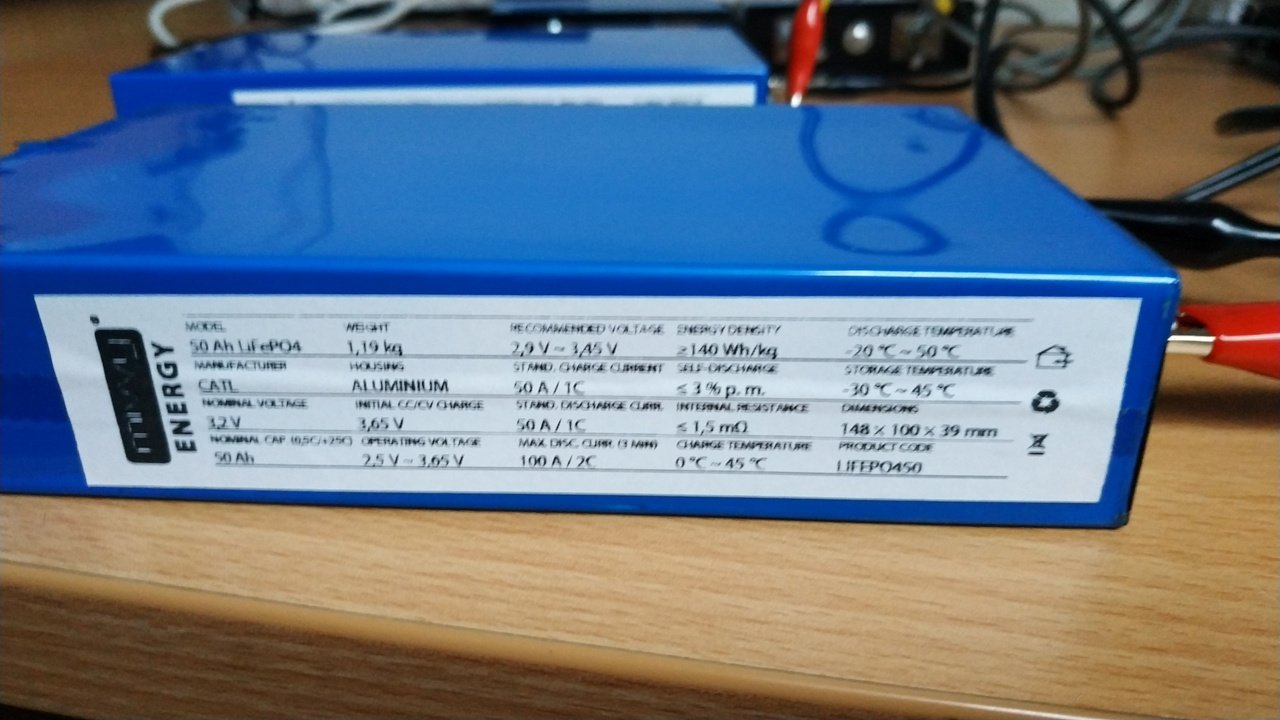 ENERGY
MODEL WEIGHT RECOMMENDED VOLTAGE ENERGY DENSITY DISCHARGE TEMPERATURE
50 Ah LiFePO4 1,19 kg 2,9 V ~ 3,45 V ≥140 Wh/kg -20 °C ~ 50 °C
MANUFACTURER HOUSING STAND. CHARGE CURRENT SELF-DISCHARGE STORAGE TEMPERATURE
CATL ALUMINIUM 50 A / 1C ≤ 3 % p. m. -30 °C ~ 45 °C
NOMINAL VOLTAGE INITIAL CC/CV CHARGE STAND. DISCHARGE CURR. INTERNAL RESISTANCE DIMENSIONS
3,2 V 3,65 V 50 A / 1C ≤ 1,5 mΩ 148 × 100 × 39 mm
NOMINAL CAP (0,5C/+25C) OPERATING VOLTAGE MAX. DISC. CURR. (3 MIN) CHARGE TEMPERATURE PRODUCT CODE
50 Ah 2,5 V ~ 3,65 V 100 A / 2C 0 °C ~ 45 °C LIFEPO450